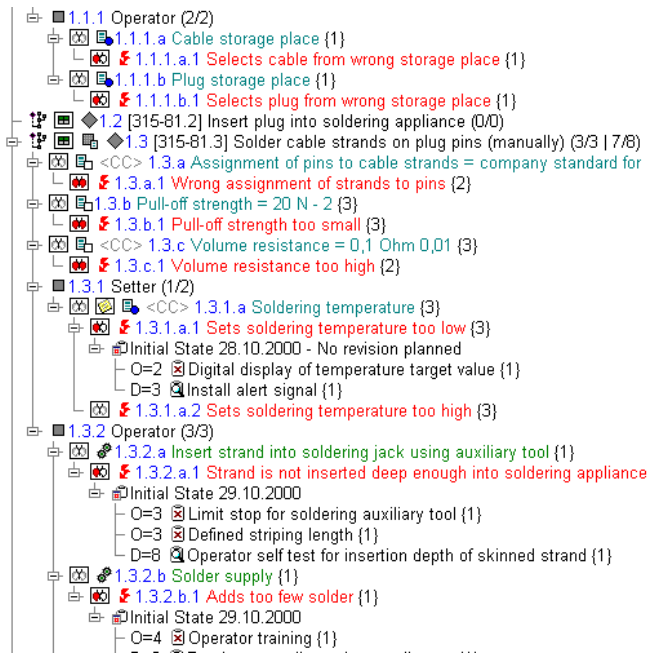 1.1.1 Operator (2/2)
1.1.1.a Cable storage place {1}
1.1.1.a.1 Selects cable from wrong storage place {1}
1.1.1.b Plug storage place {1}
1.1.1.b.1 Selects plug from wrong storage place {1}
1.2 [315-81.2] Insert plug into soldering appliance (0/0)
1.3 [315-81.3] Solder cable strands on plug pins (manually) (3/3 | 7/8)
<CC> 1.3.a Assignment of pins to cable strands = company standard for
1.3.a.1 Wrong assignment of strands to pins {2}
1.3.b Pull-off strength = 20 N - 2 {3}
1.3.b.1 Pull-off strength too small {3}
<CC> 1.3.c Volume resistance = 0,1 Ohm 0,01 {3}
1.3.c.1 Volume resistance too high {2}
1.3.1 Setter (1/2)
<CC> 1.3.1.a Soldering temperature {3}
1.3.1.a.1 Sets soldering temperature too low {3}
Initial State 28.10.2000 - No revision planned
O=2 Digital display of temperature target value {1}
D=3 Install alert signal {1}
1.3.1.a.2 Sets soldering temperature too high {3}
1.3.2 Operator (3/3)
1.3.2.a Insert strand into soldering jack using auxiliary tool {1}
1.3.2.a.1 Strand is not inserted deep enough into soldering appliance
Initial State 29.10.2000
O=3 Limit stop for soldering auxiliary tool {1}
O=3 Defined striping length {1}
D=8 Operator self test for insertion depth of skinned strand {1}
1.3.2.b Solder supply {1}
1.3.2.b.1 Adds too few solder {1}
Initial State 29.10.2000
O=4 Operator training {1}